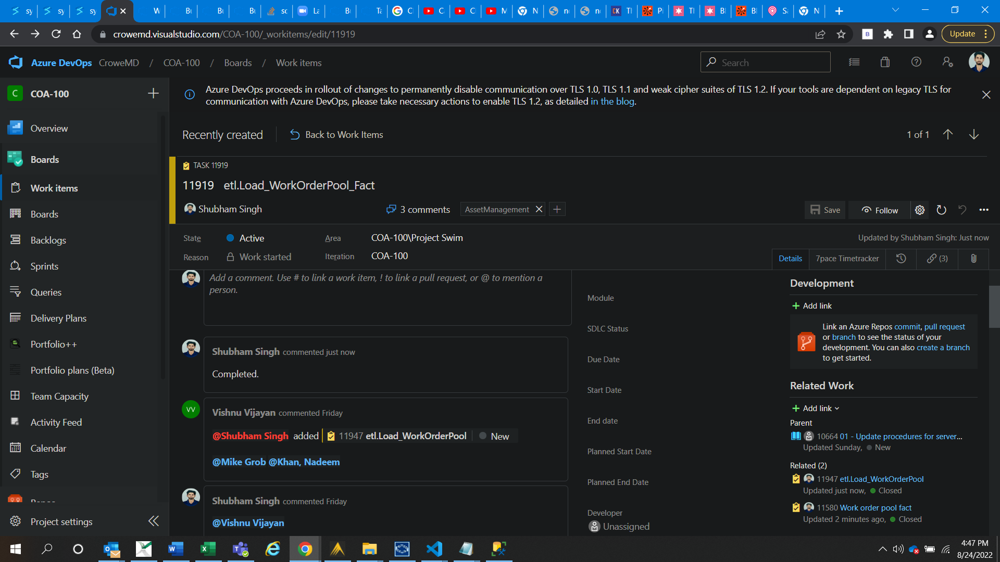 sy
sy
sy
W
Bu
Bu
Bu
sc
La
Bu
Ta
C
C
C
M
N
ne
ne
Tl
Pi
Tl
Bl
Bl
Sa
N
crowemd.visualstudio.com/COA-100/_workitems/edit/11919
Update
Azure DevOps CroweMD / COA-100 / Boards / Work items
Search
C COA-100
Azure DevOps proceeds in rollout of changes to permanently disable communication over TLS 1.0, TLS 1.1 and weak cipher suites of TLS 1.2. If your tools are dependent on legacy TLS for
communication with Azure DevOps, please take necessary actions to enable TLS 1.2, as detailed in the blog.
Overview
Boards
Work items
Boards
Backlogs
Sprints
Queries
Delivery Plans
Portfolio++
Portfolio plans (Beta)
Team Capacity
Activity Feed
Calendar
Tags
Repos
Project settings
Recently created
Back to Work Items
1 of 1
TASK 11919
11919 etl.Load_WorkOrderPool_Fact
Shubham Singh
3 comments
AssetManagement
Save
Follow
State Active
Area COA-100\Project Swim
Updated by Shubham Singh: Just now
Reason Work started
Iteration COA-100
Details
7pace Timetracker
(3)
Add a comment. Use # to link a work item, ! to link a pull request, or @ to mention a
person.
Shubham Singh commented just now
Completed.
VV
Vishnu Vijayan commented Friday
@Shubham Singh added 11947 etl.Load_WorkOrderPool New
@Mike Grob @Khan, Nadeem
Shubham Singh commented Friday
@Vishnu Vijayan
Module
SDLC Status
Due Date
Start Date
End date
Planned Start Date
Planned End Date
Developer
Unassigned
Development
Add link
Link an Azure Repos commit, pull request
or branch to see the status of your
development. You can also create a branch
to get started.
Related Work
Add link
Parent
10664 01 - Update procedures for server...
Updated Sunday, New
Related (2)
11947 etl.Load_WorkOrderPool
Updated just now, Closed
11580 Work order pool fact
Updated 2 minutes ago, Closed
4:47 PM
8/24/2022